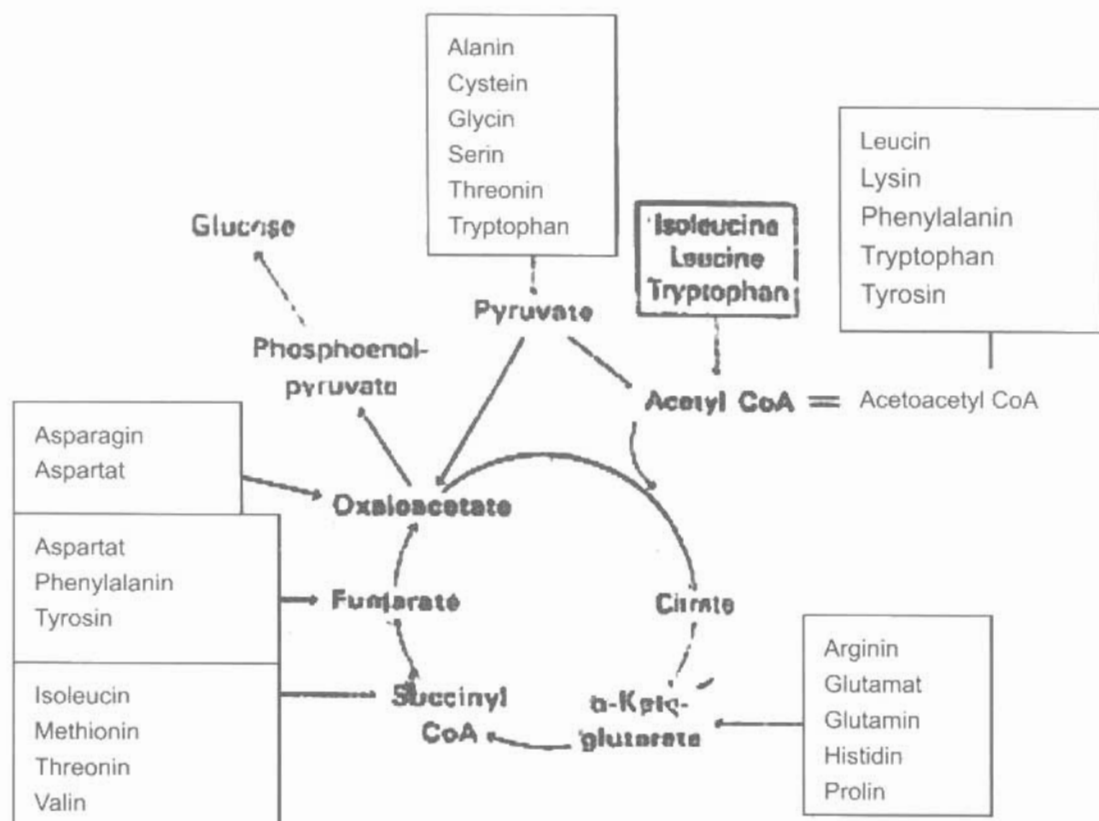 Alanin
Cystein
Glycin
Serin
Threonin
Tryptophan
Leucin
Lysin
Phenylalanin
Tryptophan
Tyrosin
Isoleucine
Leucine
Tryptophan
Glucose
Pyruvate
Phosphoenol-
pyruvate
Acetyl CoA
Acetoacetyl CoA
Asparagin
Aspartat
Oxaloacetate
Aspartat
Phenylalanin
Tyrosin
Fumarate
Citrate
Isoleucin
Methionin
Threonin
Valin
Succinyl
CoA
α-Keto-
glutarate
Arginin
Glutamat
Glutamin
Histidin
Prolin